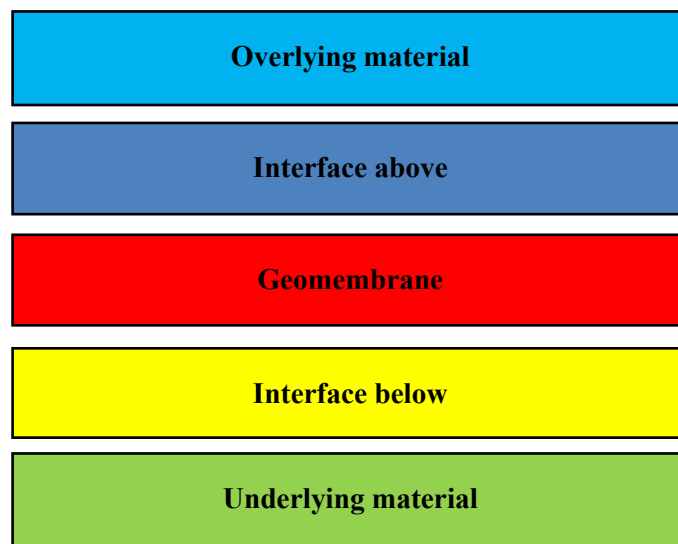 Overlying material
Interface above
Geomembrane
Interface below
Underlying material